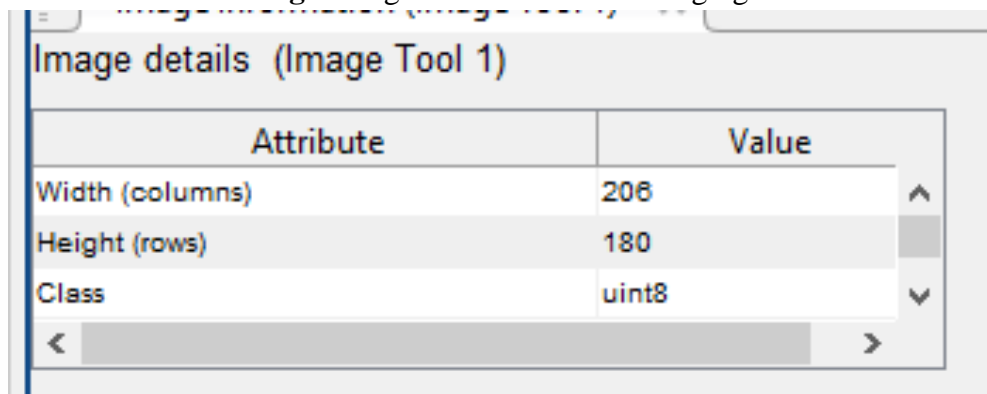 Image details (Image Tool 1)
Attribute Value
Width (columns) 206
Height (rows) 180
Class uint8